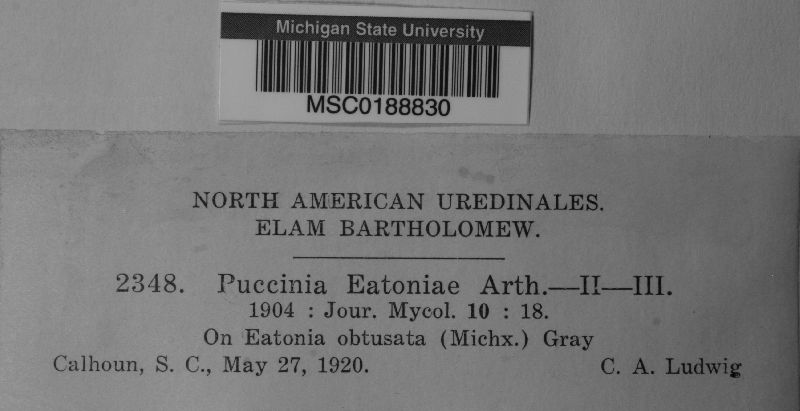 Michigan State University
MSC0188830
NORTH AMERICAN UREDINALES.
ELAM BARTHOLOMEW.
2348. Puccinia Eatoniae Arth.—II—III.
1904 : Jour. Mycol. 10 : 18.
On Eatonia obtusata (Michx.) Gray
Calhoun, S. C., May 27, 1920. C. A. Ludwig